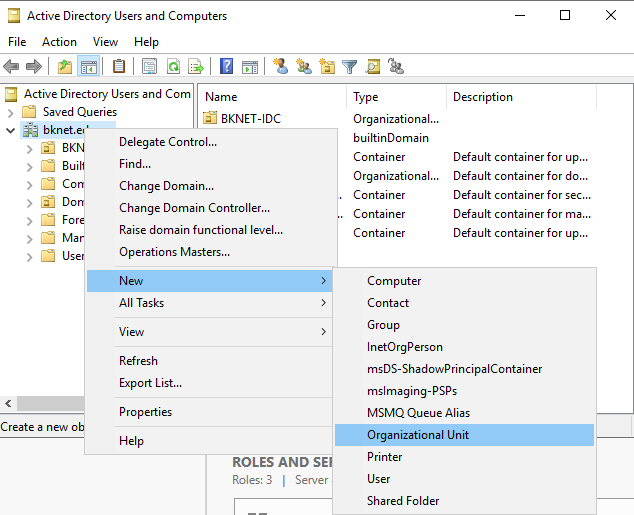 Active Directory Users and Computers
File Action View Help
Active Directory Users and Com
Saved Queries
bknet.ed
BKN
Built
Com
Dom
Fore
Man
User
Name Type Description
BKNET-IDC Organizational...
builtinDomain
Container Default container for up...
Organizational... Default container for do...
Container Default container for sec...
Container Default container for ma...
Container Default container for up...
Delegate Control...
Find...
Change Domain...
Change Domain Controller...
Raise domain functional level...
Operations Masters...
New
All Tasks
View
Refresh
Export List...
Properties
Help
Computer
Contact
Group
InetOrgPerson
msDS-ShadowPrincipalContainer
msImaging-PSPs
MSMQ Queue Alias
Organizational Unit
Printer
User
Shared Folder
Create a new ob
ROLES AND SE
Roles: 3 | Server